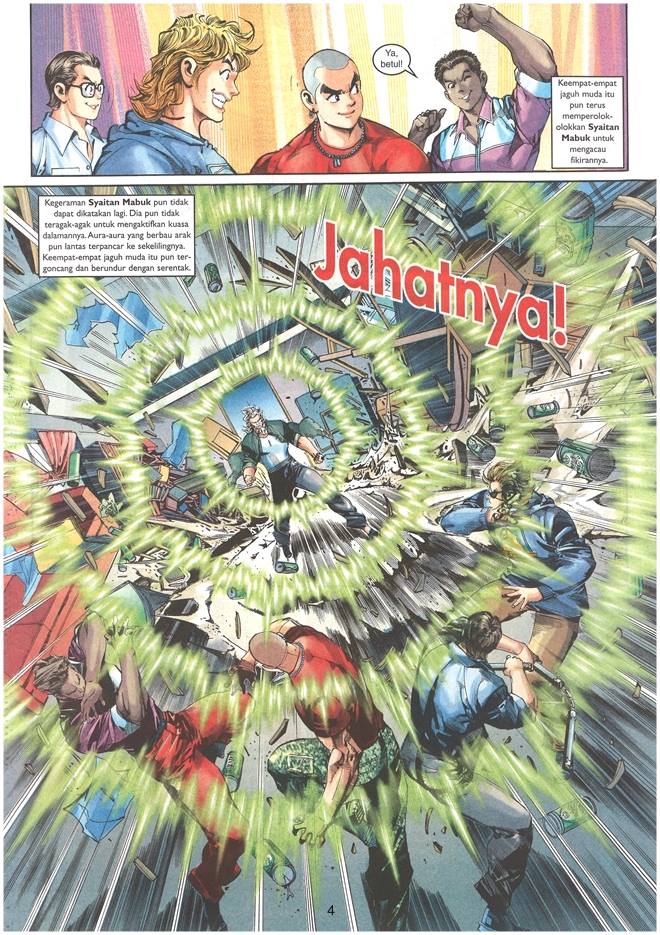 Ya,
betul!
Keempat-empat
jaguh muda itu
pun terus
memperolok-
olokkan Syaitan
Mabuk untuk
mengacau
fikirannya.
Kegeraman Syaitan Mabuk pun tidak
dapat dikatakan lagi. Dia pun tidak
teragak-agak untuk mengaktifkan kuasa
dalamannya. Aura-aura yang berbau arak
pun lantas terpancar ke sekelilingnya.
Keempat-empat jaguh muda itu pun ter-
goncang dan berundur dengan serentak.
Jahatnya!
4